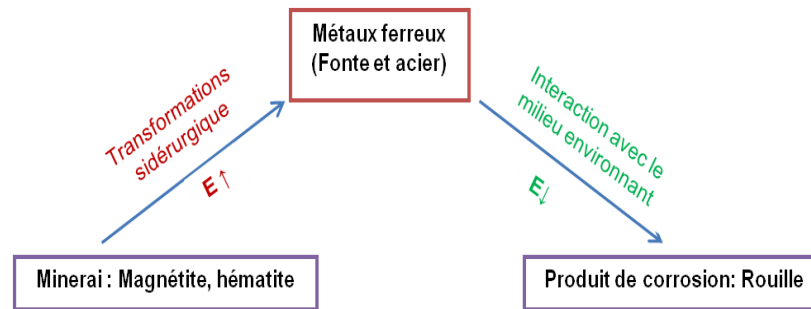 Métaux ferreux
(Fonte et acier)
Transformations
sidérurgique
E ↑
Interaction avec le
milieu environnant
E↓
Minerai : Magnétite, hématite
Produit de corrosion: Rouille